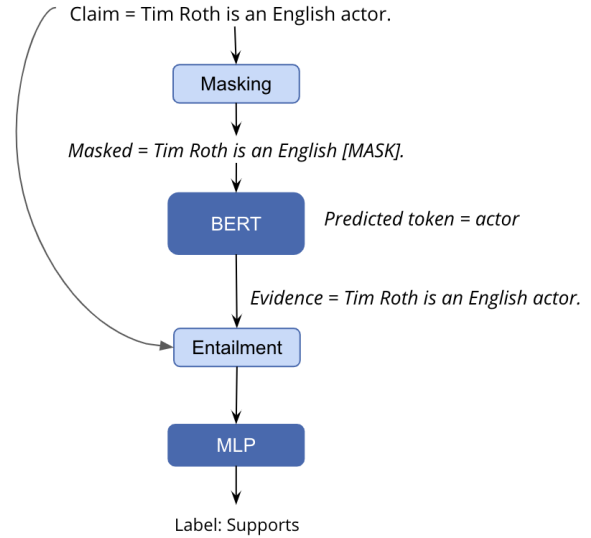 Claim = Tim Roth is an English actor.
Masking
Masked = Tim Roth is an English [MASK].
BERT
Predicted token = actor
Evidence = Tim Roth is an English actor.
Entailment
MLP
Label: Supports